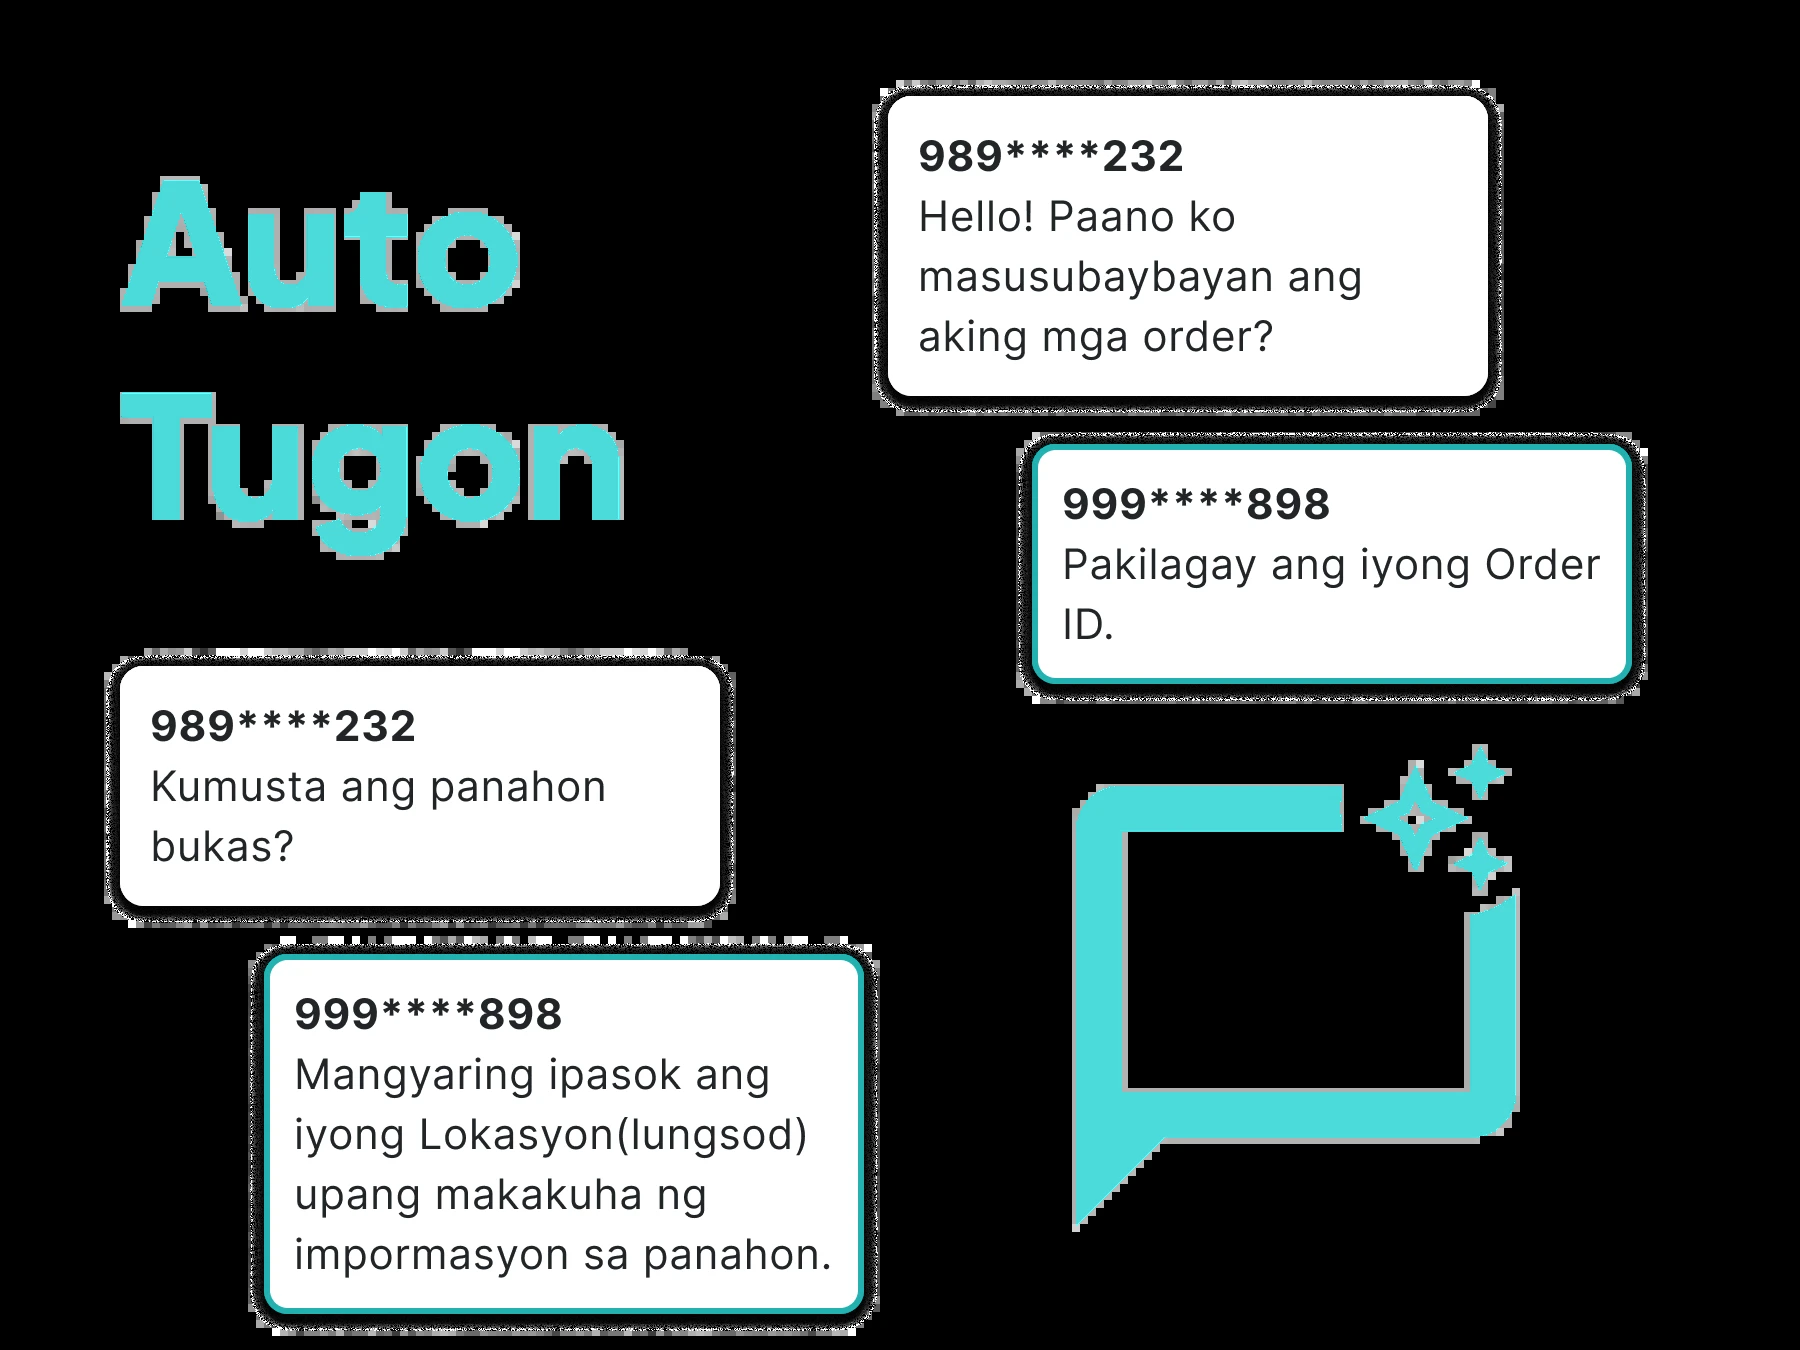 Auto
Tugon
989****232
Hello! Paano ko
masusubaybayan ang
aking mga order?
999****898
Pakilagay ang iyong Order
ID.
989****232
Kumusta ang panahon
bukas?
999****898
Mangyaring ipasok ang
iyong Lokasyon(lungsod)
upang makakuha ng
impormasyon sa panahon.